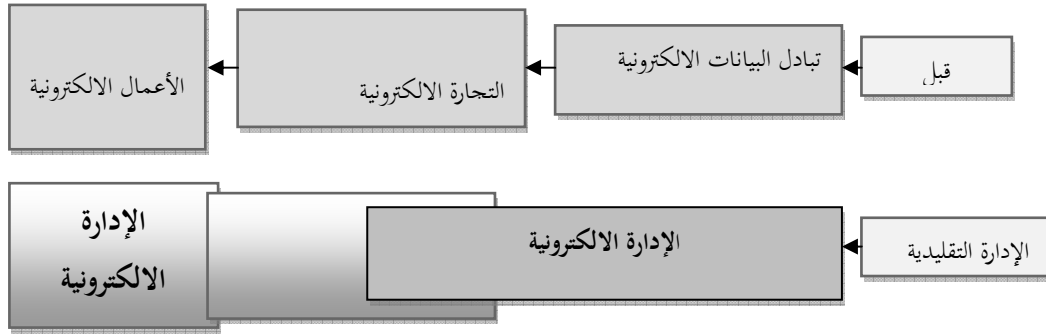 قبل
تبادل البيانات الالكترونية
التجارة الالكترونية
الأعمال الالكترونية
الإدارة التقليدية
الإدارة الالكترونية
الإدارة
الالكترونية